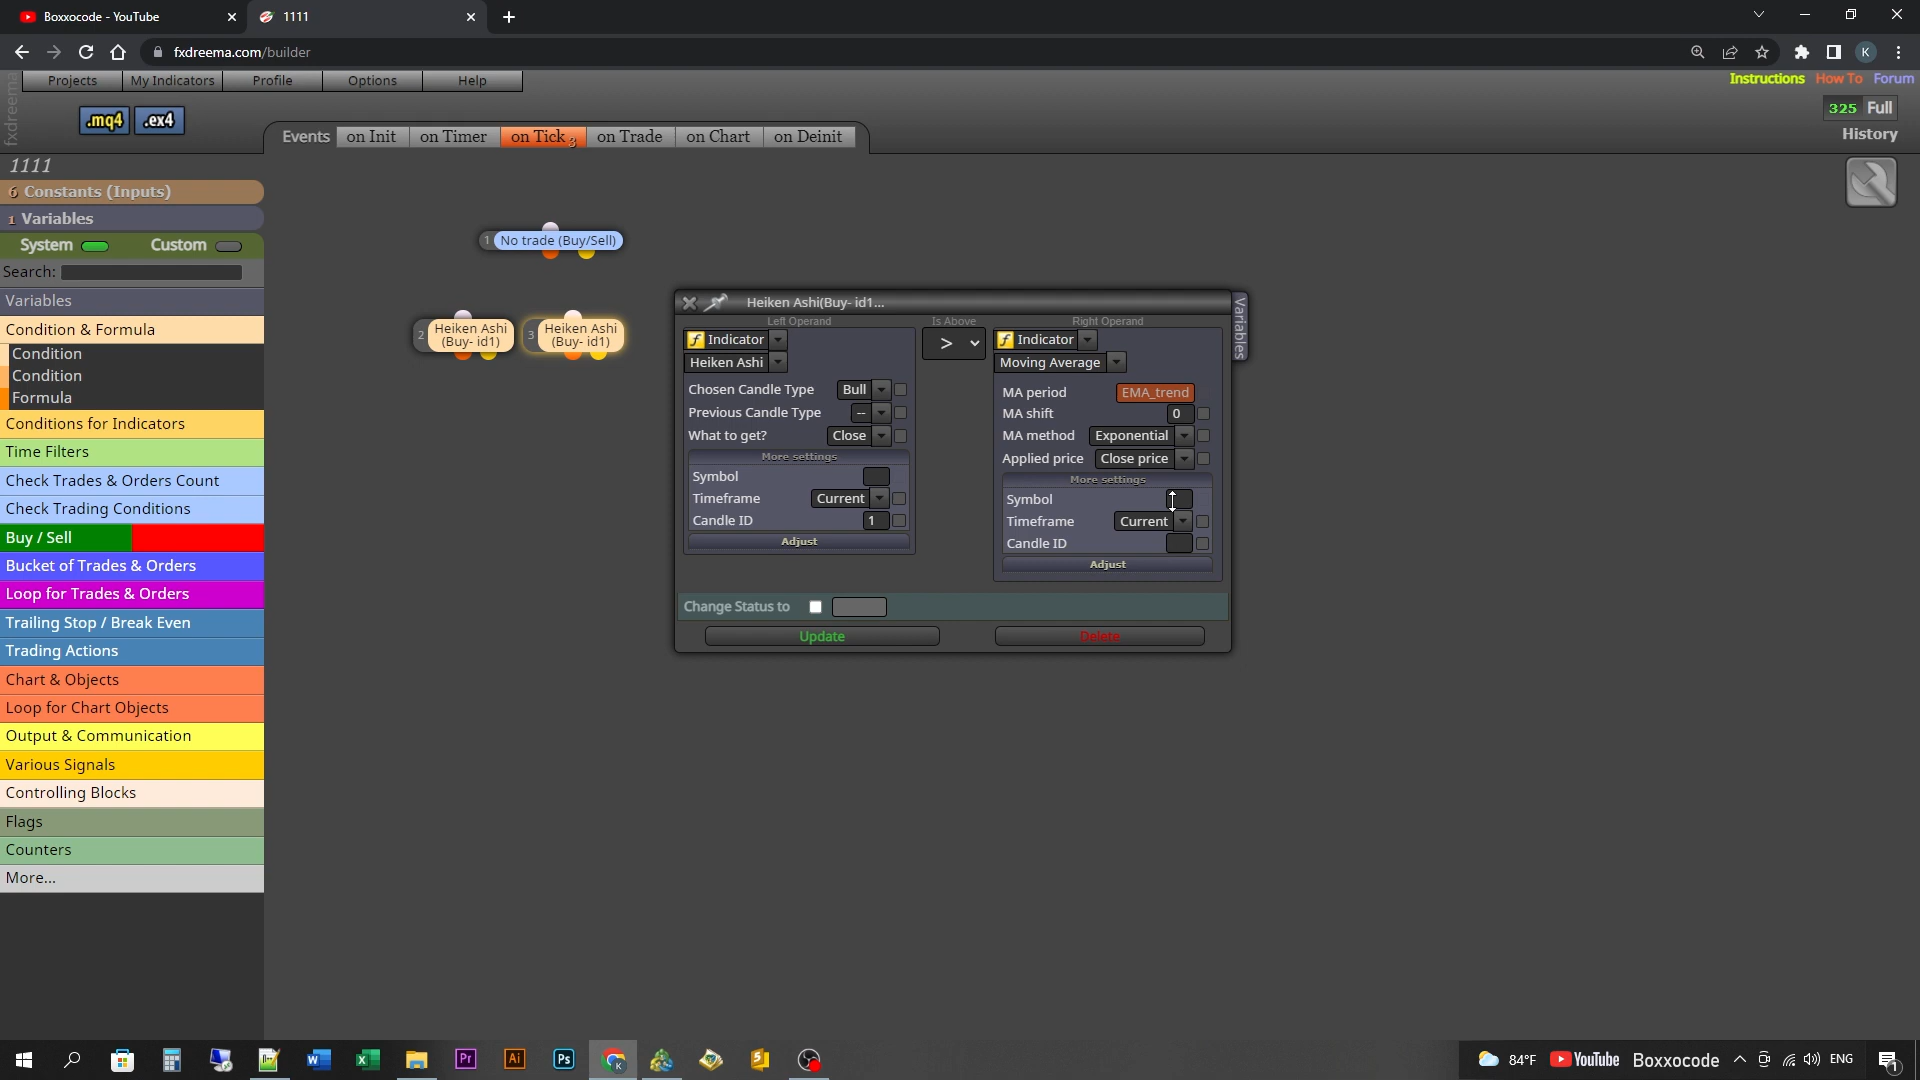 Boxxocode - YouTube
1111
fxdreema.com/builder
K
Projects
My Indicators
Profile
Options
Help
Instructions How To Forum
fxdreema
.mq4 .ex4
325 Full
History
Events on Init on Timer on Tick 3 on Trade on Chart on Deinit
1111
6 Constants (Inputs)
1 Variables
System Custom
Search:
Variables
Condition & Formula
Condition
Condition
Formula
Conditions for Indicators
Time Filters
Check Trades & Orders Count
Check Trading Conditions
Buy / Sell
Bucket of Trades & Orders
Loop for Trades & Orders
Trailing Stop / Break Even
Trading Actions
Chart & Objects
Loop for Chart Objects
Output & Communication
Various Signals
Controlling Blocks
Flags
Counters
More...
1 No trade (Buy/Sell)
2 Heiken Ashi
(Buy- id1)
3 Heiken Ashi
(Buy- id1)
Heiken Ashi(Buy- id1...
Variables
Left Operand
Is Above
Right Operand
f Indicator
Heiken Ashi
Chosen Candle Type Bull
Previous Candle Type --
What to get? Close
More settings
Symbol
Timeframe Current
Candle ID 1
Adjust
>
f Indicator
Moving Average
MA period EMA_trend
MA shift 0
MA method Exponential
Applied price Close price
More settings
Symbol
Timeframe Current
Candle ID
Adjust
Change Status to
Update
Delete
W
X
Pr
Ai
Ps
K
5
84°F
YouTube
Boxxocode
ENG
1